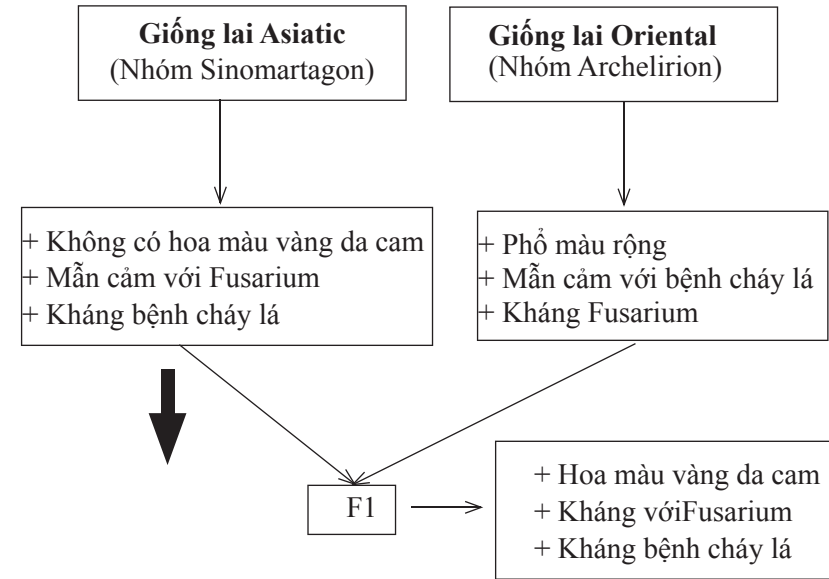 Giống lai Asiatic
(Nhóm Sinomartagon)
Giống lai Oriental
(Nhóm Archelirion)
+ Không có hoa màu vàng da cam
+ Mẫn cảm với Fusarium
+ Kháng bệnh cháy lá
+ Phổ màu rộng
+ Mẫn cảm với bệnh cháy lá
+ Kháng Fusarium
F1
+ Hoa màu vàng da cam
+ Kháng vớiFusarium
+ Kháng bệnh cháy lá